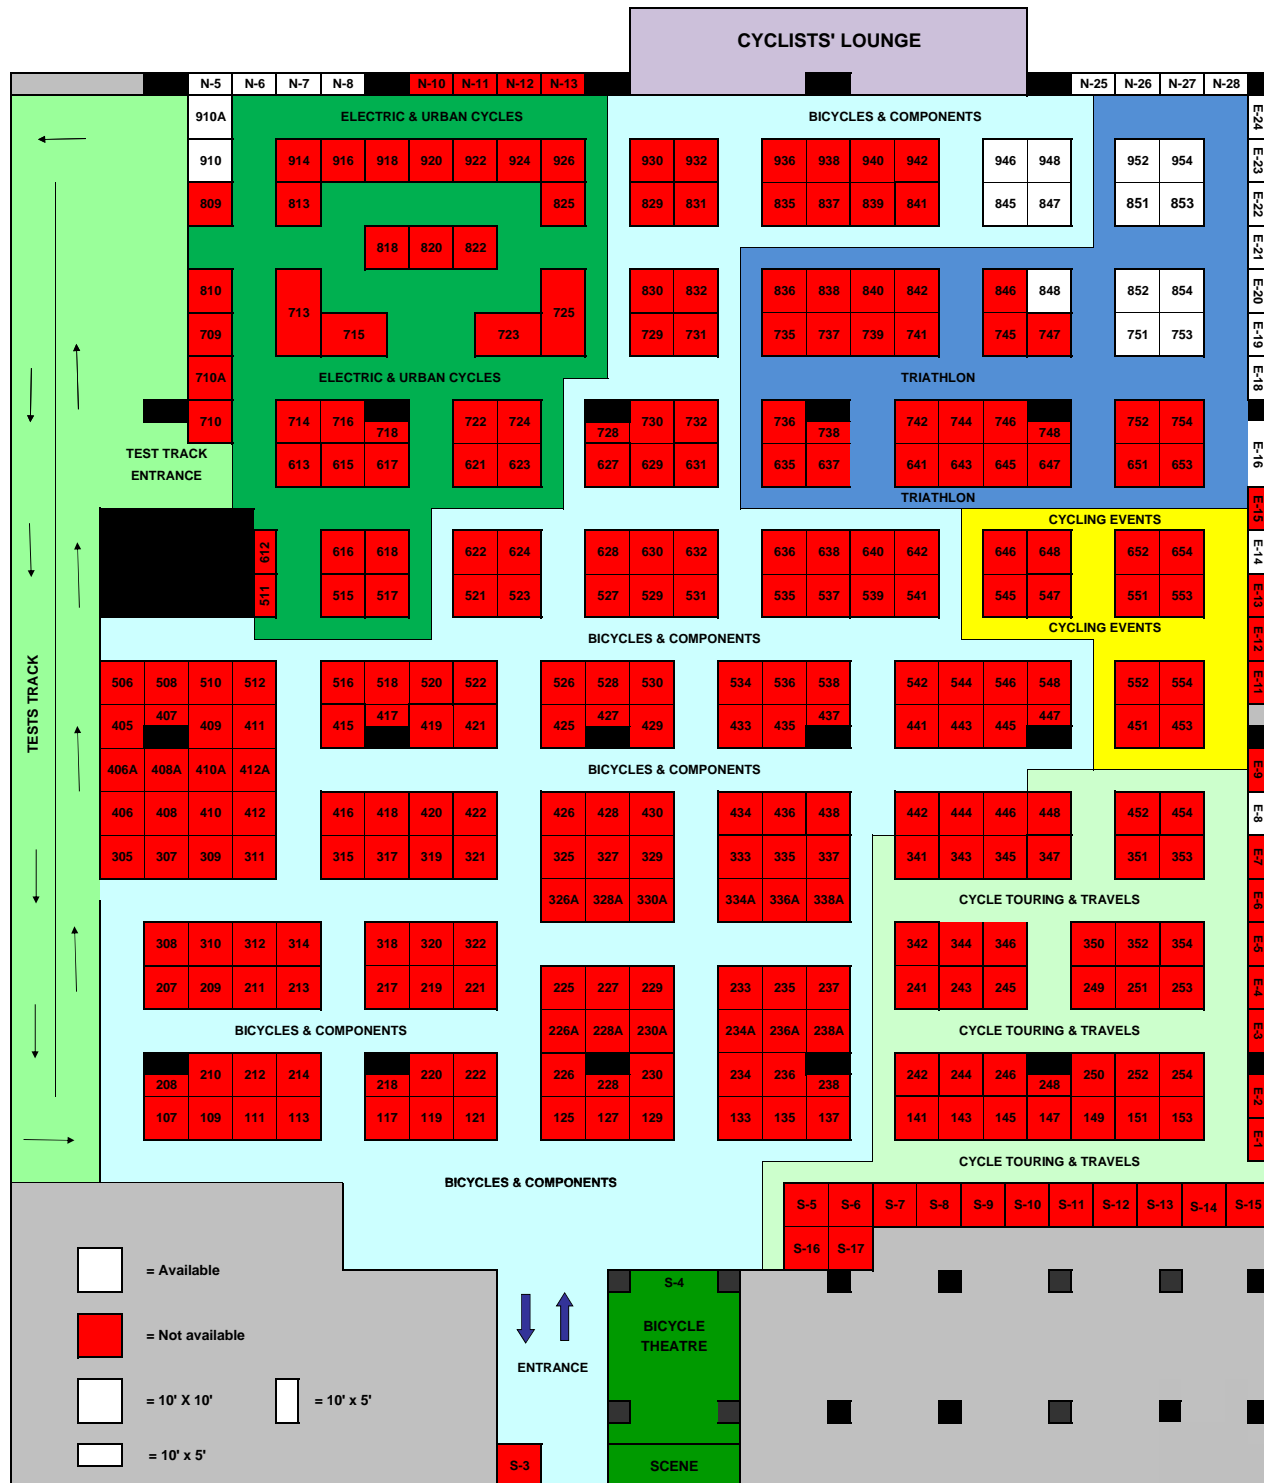 CYCLISTS' LOUNGE
N-5 N-6 N-7 N-8 N-10 N-11 N-12 N-13 N-25 N-26 N-27 N-28
910A ELECTRIC & URBAN CYCLES BICYCLES & COMPONENTS E-24
910 914 916 918 920 922 924 926 930 932 936 938 940 942 946 948 952 954 E-23
809 813 825 829 831 835 837 839 841 845 847 851 853 E-22
818 820 822 E-21
810 713 725 830 832 836 838 840 842 846 848 852 854 E-20
709 715 723 729 731 735 737 739 741 745 747 751 753 E-19
710A ELECTRIC & URBAN CYCLES TRIATHLON E-18
710 714 716 718 722 724 728 730 732 736 738 742 744 746 748 752 754
TEST TRACK
ENTRANCE
613 615 617 621 623 627 629 631 635 637 641 643 645 647 651 653 E-16
TRIATHLON E-15
CYCLING EVENTS
612 616 618 622 624 628 630 632 636 638 640 642 646 648 652 654 E-14
511 515 517 521 523 527 529 531 535 537 539 541 545 547 551 553 E-13
CYCLING EVENTS
BICYCLES & COMPONENTS E-12
TESTS TRACK
506 508 510 512 516 518 520 522 526 528 530 534 536 538 542 544 546 548 552 554 E-11
405 407 409 411 415 417 419 421 425 427 429 433 435 437 441 443 445 447 451 453
406A 408A 410A 412A BICYCLES & COMPONENTS E-9
406 408 410 412 416 418 420 422 426 428 430 434 436 438 442 444 446 448 452 454 E-8
305 307 309 311 315 317 319 321 325 327 329 333 335 337 341 343 345 347 351 353 E-7
326A 328A 330A 334A 336A 338A CYCLE TOURING & TRAVELS E-6
308 310 312 314 318 320 322 342 344 346 350 352 354 E-5
207 209 211 213 217 219 221 225 227 229 233 235 237 241 243 245 249 251 253 E-4
BICYCLES & COMPONENTS 226A 228A 230A 234A 236A 238A CYCLE TOURING & TRAVELS E-3
208 210 212 214 218 220 222 226 228 230 234 236 238 242 244 246 248 250 252 254 E-2
107 109 111 113 117 119 121 125 127 129 133 135 137 141 143 145 147 149 151 153 E-1
CYCLE TOURING & TRAVELS
BICYCLES & COMPONENTS
S-5 S-6 S-7 S-8 S-9 S-10 S-11 S-12 S-13 S-14 S-15
S-16 S-17
= Available
S-4
= Not available
BICYCLE
THEATRE
ENTRANCE
= 10' X 10' = 10' x 5'
= 10' x 5'
S-3 SCENE